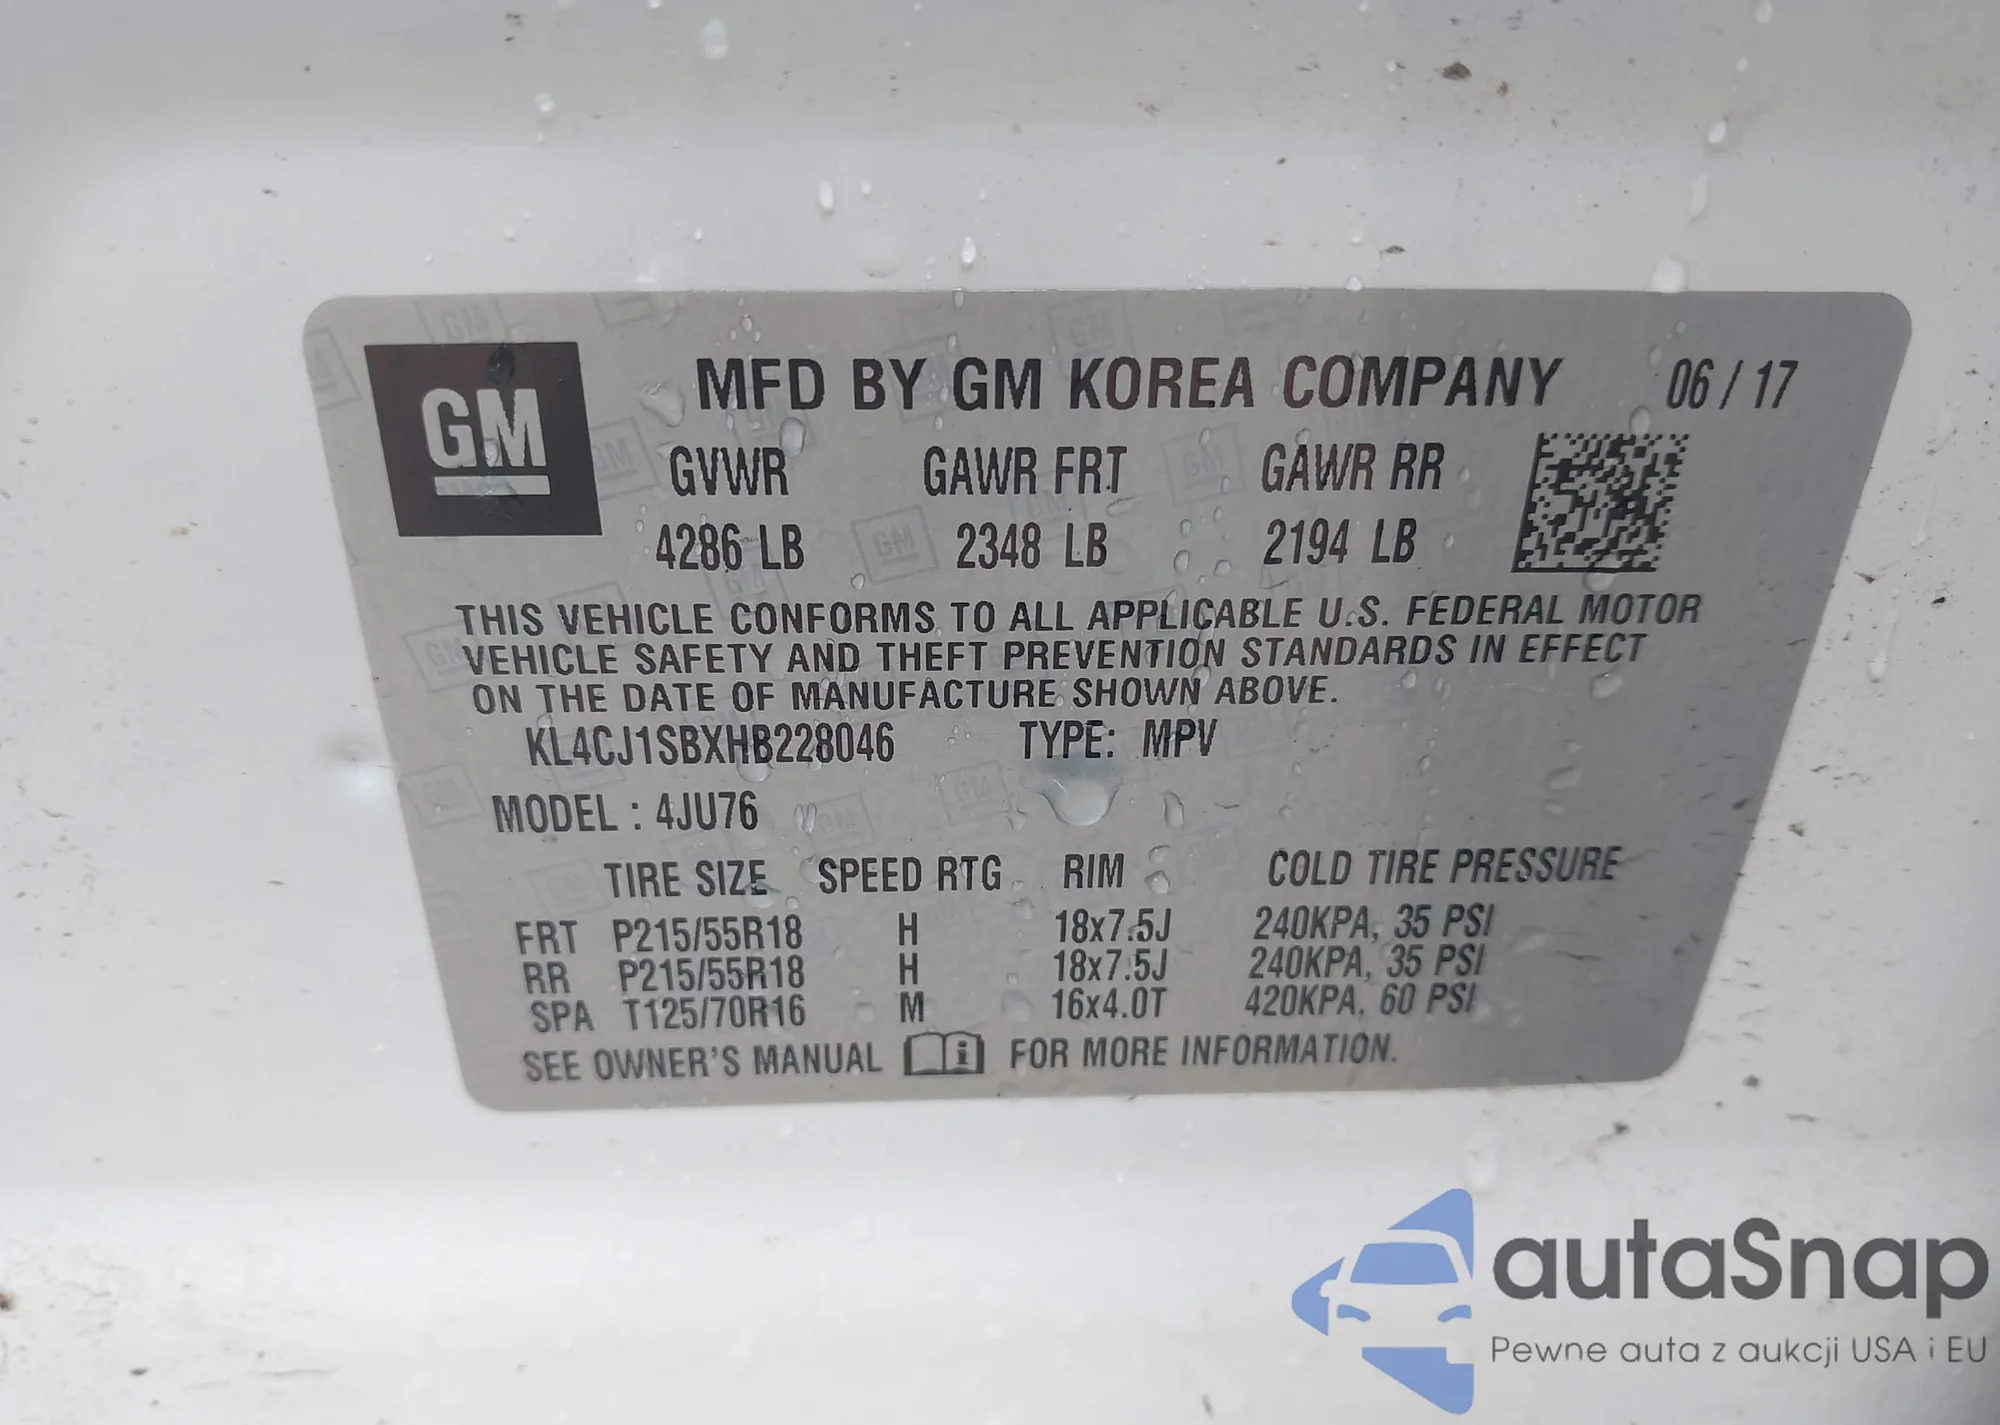 GM
MFD BY GM KOREA COMPANY 06 / 17
GVWR GAWR FRT GAWR RR
4286 LB 2348 LB 2194 LB
THIS VEHICLE CONFORMS TO ALL APPLICABLE U.S. FEDERAL MOTOR
VEHICLE SAFETY AND THEFT PREVENTION STANDARDS IN EFFECT
ON THE DATE OF MANUFACTURE SHOWN ABOVE.
KL4CJ1SBXHB228046 TYPE: MPV
MODEL : 4JU76
TIRE SIZE SPEED RTG RIM COLD TIRE PRESSURE
FRT P215/55R18 H 18x7.5J 240KPA, 35 PSI
RR P215/55R18 H 18x7.5J 240KPA, 35 PSI
SPA T125/70R16 M 16x4.0T 420KPA, 60 PSI
SEE OWNER'S MANUAL FOR MORE INFORMATION.
autaSnap
Pewne auta z aukcji USA i EU